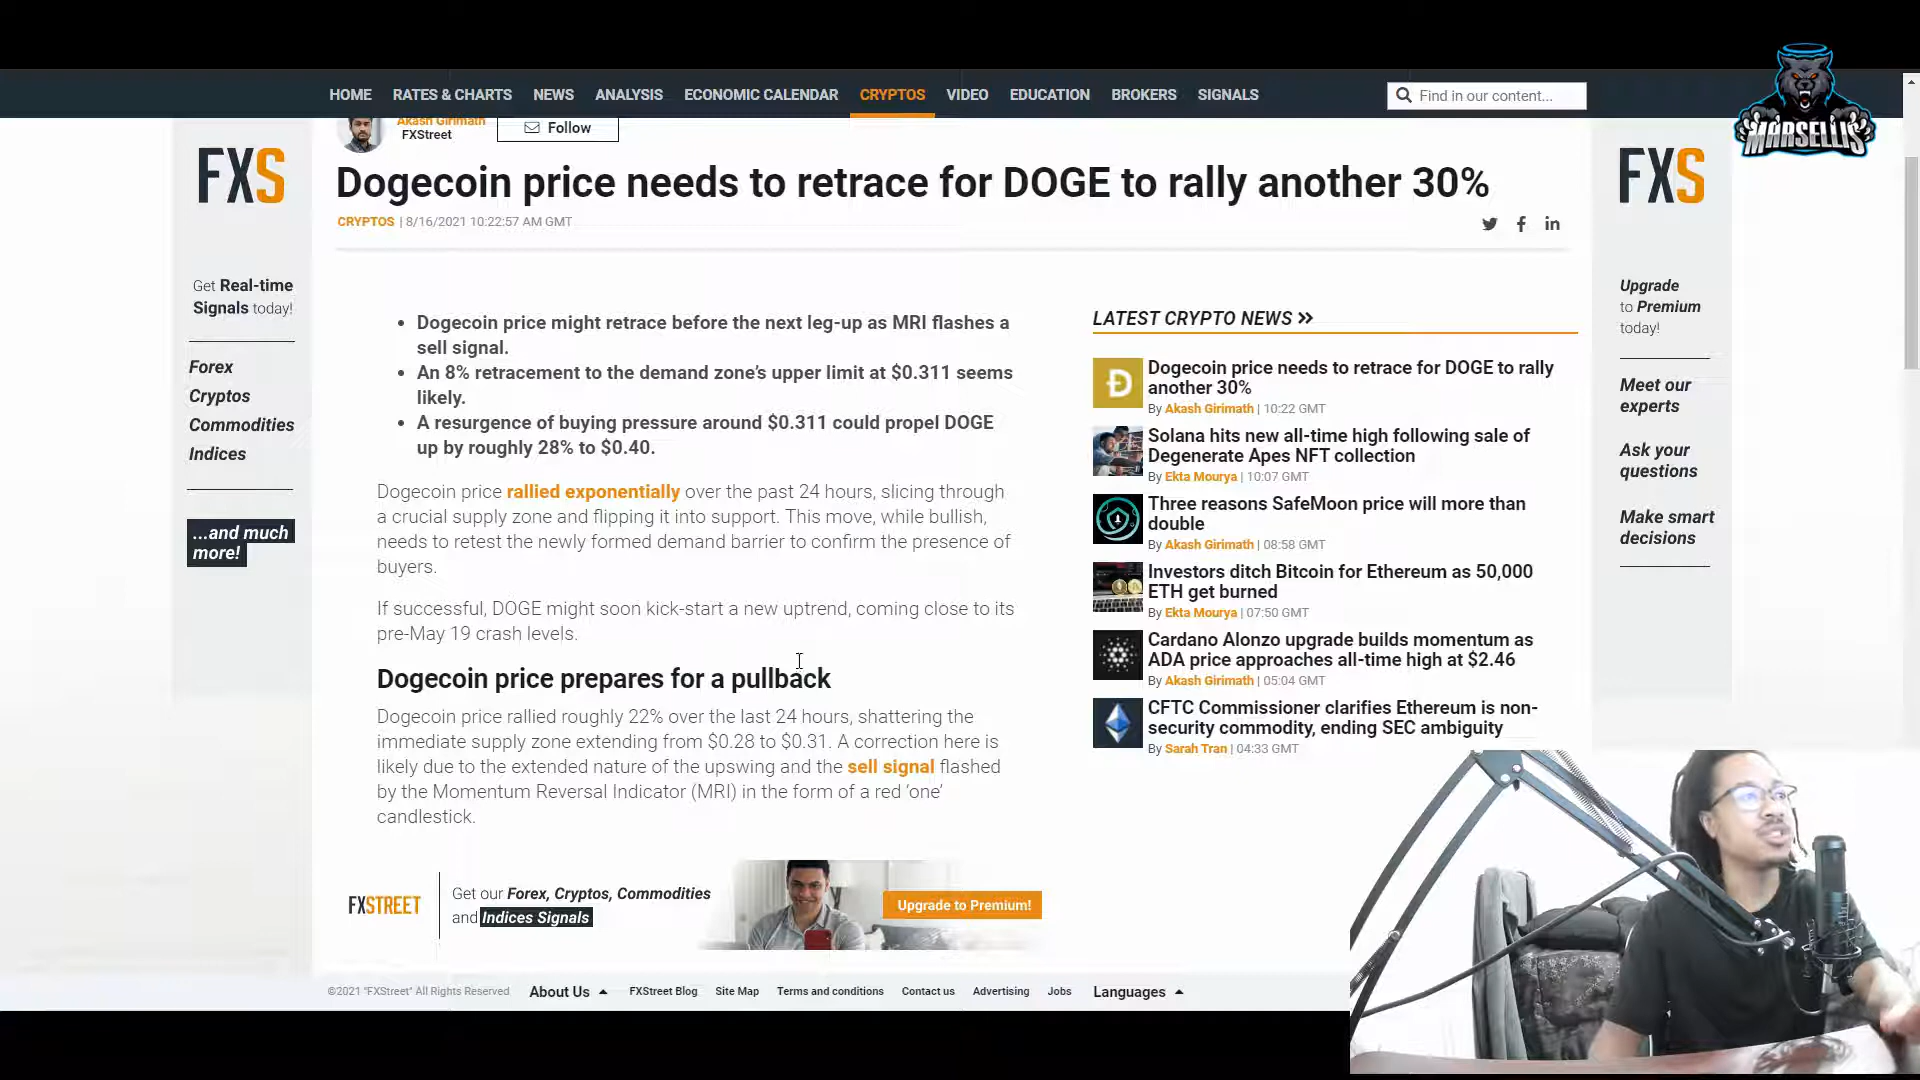 HOME RATES & CHARTS NEWS ANALYSIS ECONOMIC CALENDAR CRYPTOS VIDEO EDUCATION BROKERS SIGNALS
Find in our content...
MARSELLIS
Akash Girimath
FXStreet
Follow
FXS
Get Real-time
Signals today!
Forex
Cryptos
Commodities
Indices
...and much
more!
Dogecoin price needs to retrace for DOGE to rally another 30%
CRYPTOS | 8/16/2021 10:22:57 AM GMT
• Dogecoin price might retrace before the next leg-up as MRI flashes a
sell signal.
• An 8% retracement to the demand zone's upper limit at $0.311 seems
likely.
• A resurgence of buying pressure around $0.311 could propel DOGE
up by roughly 28% to $0.40.
Dogecoin price rallied exponentially over the past 24 hours, slicing through
a crucial supply zone and flipping it into support. This move, while bullish,
needs to retest the newly formed demand barrier to confirm the presence of
buyers.
If successful, DOGE might soon kick-start a new uptrend, coming close to its
pre-May 19 crash levels.
Dogecoin price prepares for a pullback
Dogecoin price rallied roughly 22% over the last 24 hours, shattering the
immediate supply zone extending from $0.28 to $0.31. A correction here is
likely due to the extended nature of the upswing and the sell signal flashed
by the Momentum Reversal Indicator (MRI) in the form of a red 'one'
candlestick.
LATEST CRYPTO NEWS >>
Dogecoin price needs to retrace for DOGE to rally
another 30%
By Akash Girimath | 10:22 GMT
Solana hits new all-time high following sale of
Degenerate Apes NFT collection
By Ekta Mourya | 10:07 GMT
Three reasons SafeMoon price will more than
double
By Akash Girimath | 08:58 GMT
Investors ditch Bitcoin for Ethereum as 50,000
ETH get burned
By Ekta Mourya | 07:50 GMT
Cardano Alonzo upgrade builds momentum as
ADA price approaches all-time high at $2.46
By Akash Girimath | 05:04 GMT
CFTC Commissioner clarifies Ethereum is non-
security commodity, ending SEC ambiguity
By Sarah Tran | 04:33 GMT
FXS
Upgrade
to Premium
today!
Meet our
experts
Ask your
questions
Make smart
decisions
FXSTREET
Get our Forex, Cryptos, Commodities
and Indices Signals
Upgrade to Premium!
©2021 "FXStreet" All Rights Reserved
About Us FXStreet Blog Site Map Terms and conditions Contact us Advertising Jobs Languages